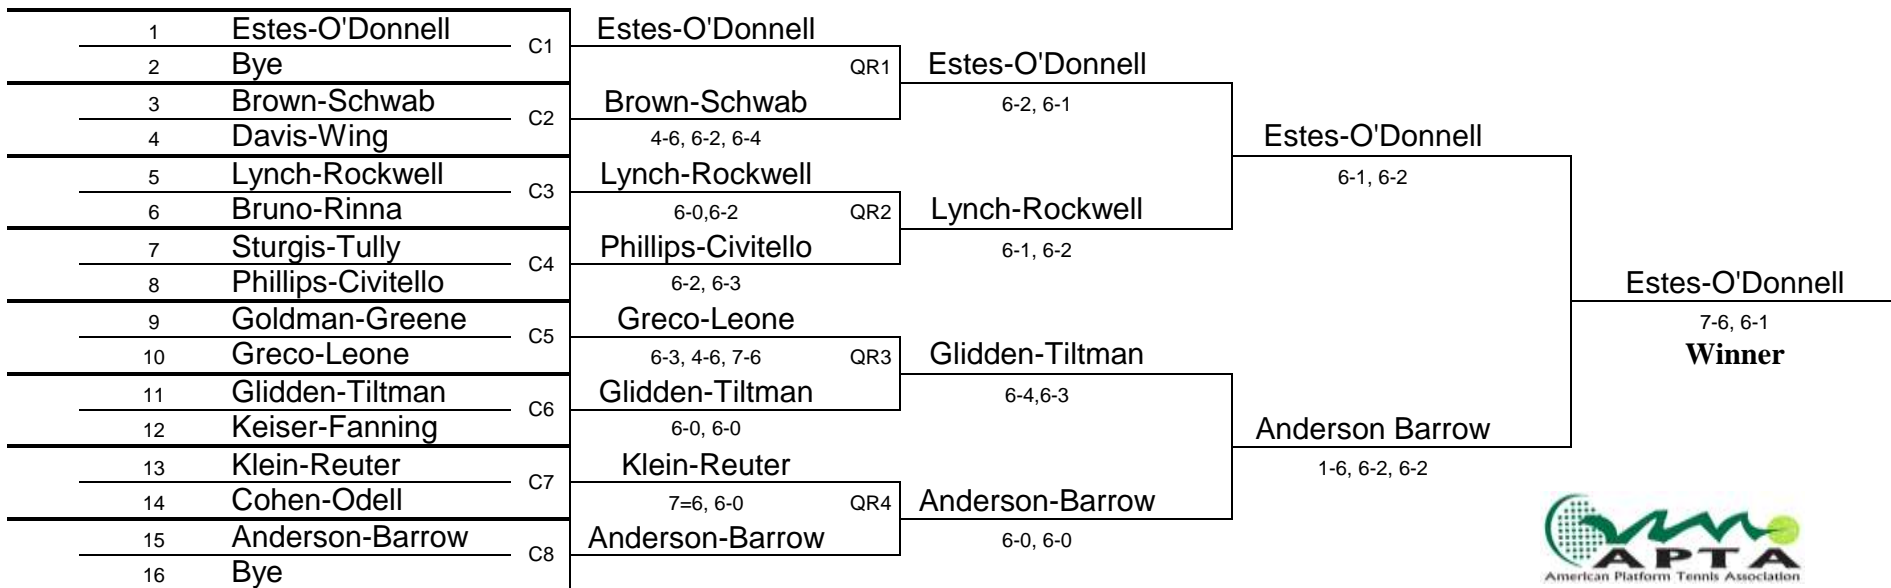 1 Estes-O'Donnell
C1
2 Bye
3 Brown-Schwab
C2
4 Davis-Wing
5 Lynch-Rockwell
C3
6 Bruno-Rinna
7 Sturgis-Tully
C4
8 Phillips-Civitello
9 Goldman-Greene
C5
10 Greco-Leone
11 Glidden-Tiltman
C6
12 Keiser-Fanning
13 Klein-Reuter
C7
14 Cohen-Odell
15 Anderson-Barrow
C8
16 Bye
Estes-O'Donnell
QR1
Brown-Schwab
4-6, 6-2, 6-4
Lynch-Rockwell
6-0,6-2 QR2
Phillips-Civitello
6-2, 6-3
Greco-Leone
6-3, 4-6, 7-6 QR3
Glidden-Tiltman
6-0, 6-0
Klein-Reuter
7=6, 6-0 QR4
Anderson-Barrow
Estes-O'Donnell
6-2, 6-1
Lynch-Rockwell
6-1, 6-2
Glidden-Tiltman
6-4,6-3
Anderson-Barrow
6-0, 6-0
Estes-O'Donnell
6-1, 6-2
Anderson Barrow
1-6, 6-2, 6-2
Estes-O'Donnell
7-6, 6-1
Winner
APTA
American Platform Tennis Association